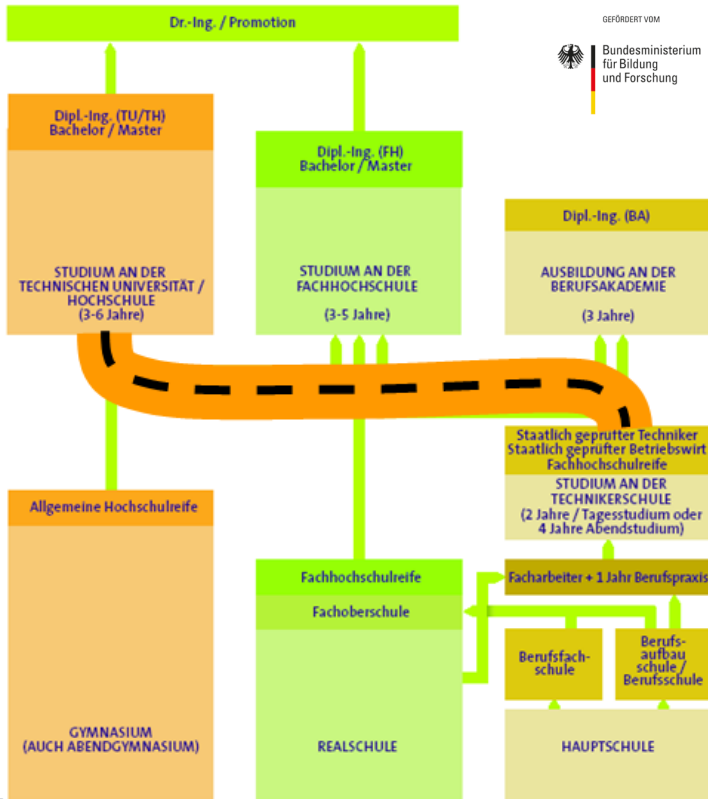 Dr.-Ing. / Promotion
GEFÖRDERT VOM
Bundesministerium
für Bildung
und Forschung
Dipl.-Ing. (TU/TH)
Bachelor / Master
STUDIUM AN DER
TECHNISCHEN UNIVERSITÄT /
HOCHSCHULE
(3-6 Jahre)
Dipl.-Ing. (FH)
Bachelor / Master
STUDIUM AN DER
FACHHOCHSCHULE
(3-5 Jahre)
Dipl.-Ing. (BA)
AUSBILDUNG AN DER
BERUFSAKADEMIE
(3 Jahre)
Staatlich geprüfter Techniker
Staatlich geprüfter Betriebswirt
Fachhochschulreife
STUDIUM AN DER
TECHNIKERSCHULE
(2 Jahre / Tagesstudium oder
4 Jahre Abendstudium)
Allgemeine Hochschulreife
GYMNASIUM
(AUCH ABENDGYMNASIUM)
Fachhochschulreife
Fachoberschule
REALSCHULE
Facharbeiter + 1 Jahr Berufspraxis
Berufsfach-
schule
Berufs-
aufbau
schule /
Berufsschule
HAUPTSCHULE